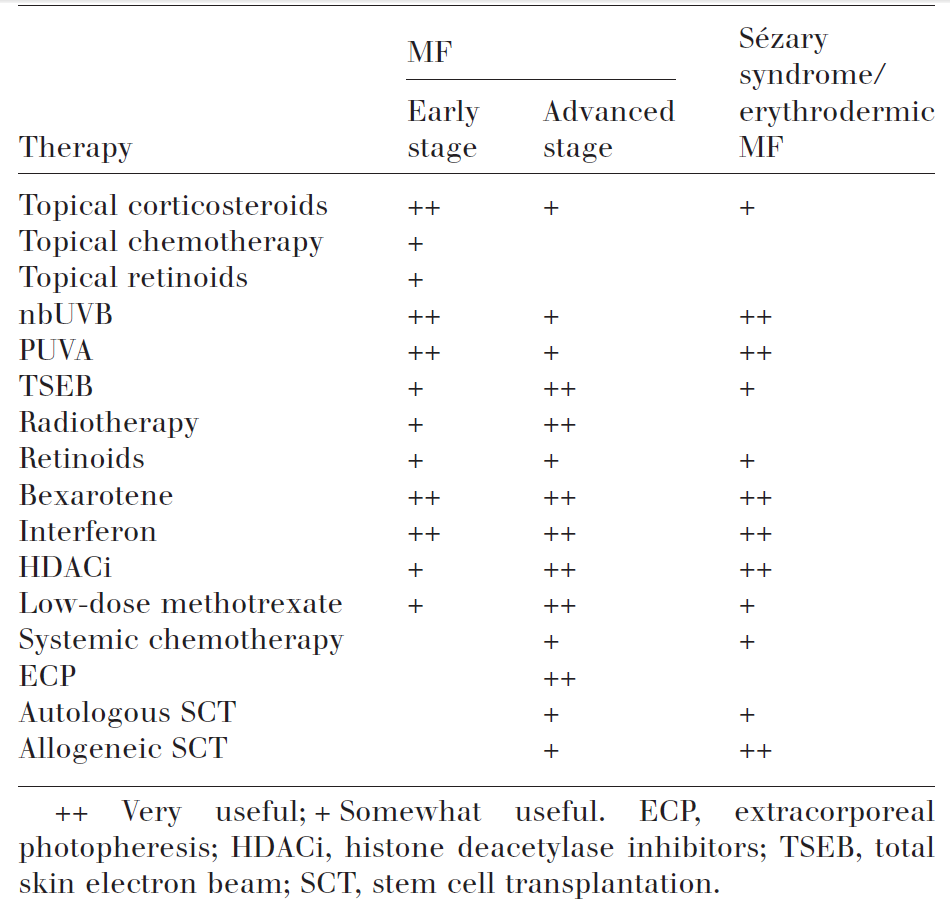 MF
Sézary
syndrome/
erythrodermic
MF
Early
stage
Advanced
stage
Therapy
Topical corticosteroids ++ + +
Topical chemotherapy +
Topical retinoids +
nbUVB ++ + ++
PUVA ++ + ++
TSEB + ++ +
Radiotherapy + ++
Retinoids + + +
Bexarotene ++ ++ ++
Interferon ++ ++ ++
HDACi + ++ ++
Low-dose methotrexate + ++ +
Systemic chemotherapy + +
ECP ++
Autologous SCT + +
Allogeneic SCT + ++
++ Very useful; + Somewhat useful. ECP, extracorporeal
photopheresis; HDACi, histone deacetylase inhibitors; TSEB, total
skin electron beam; SCT, stem cell transplantation.